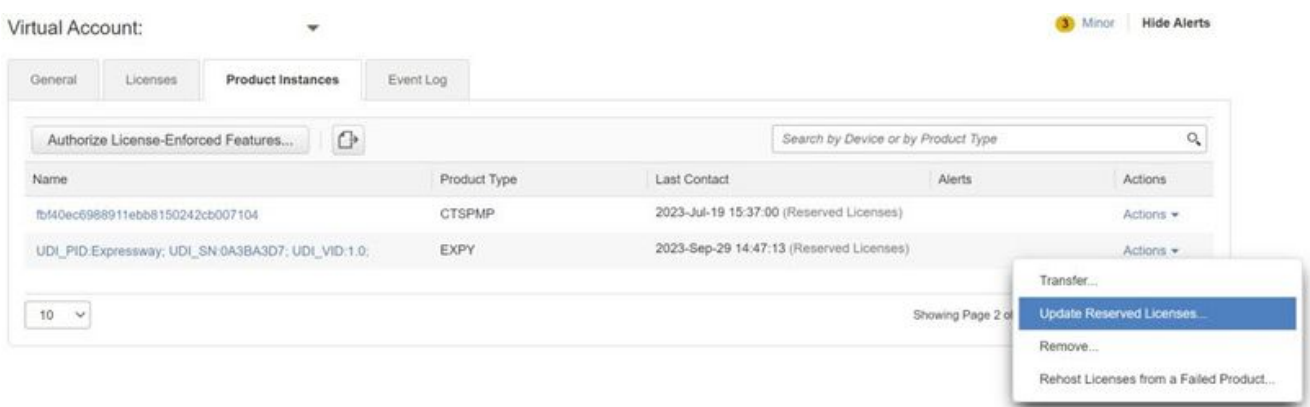 Virtual Account:
3 Minor Hide Alerts
General Licenses Product Instances Event Log
Authorize License-Enforced Features... Search by Device or by Product Type
Name Product Type Last Contact Alerts Actions
fbf40ec6988911ebb8150242cb007104 CTSPMP 2023-Jul-19 15:37:00 (Reserved Licenses) Actions
UDI_PID:Expressway; UDI_SN:0A3BA3D7; UDI_VID:1.0; EXPY 2023-Sep-29 14:47:13 (Reserved Licenses) Actions
Transfer...
10 Showing Page 2 of Update Reserved Licenses...
Remove...
Rehost Licenses from a Failed Product...